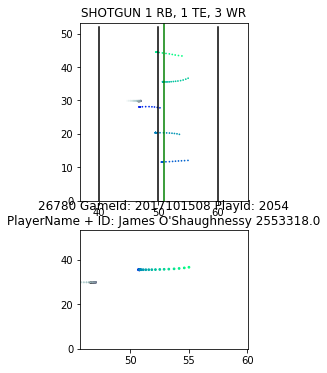 SHOTGUN 1 RB, 1 TE, 3 WR
50
40
30
20
10
0
40 50 60
26780 GameId: 2017101508 PlayId: 2054
PlayerName + ID: James O'Shaughnessy 2553318.0
40
20
0
50 55 60